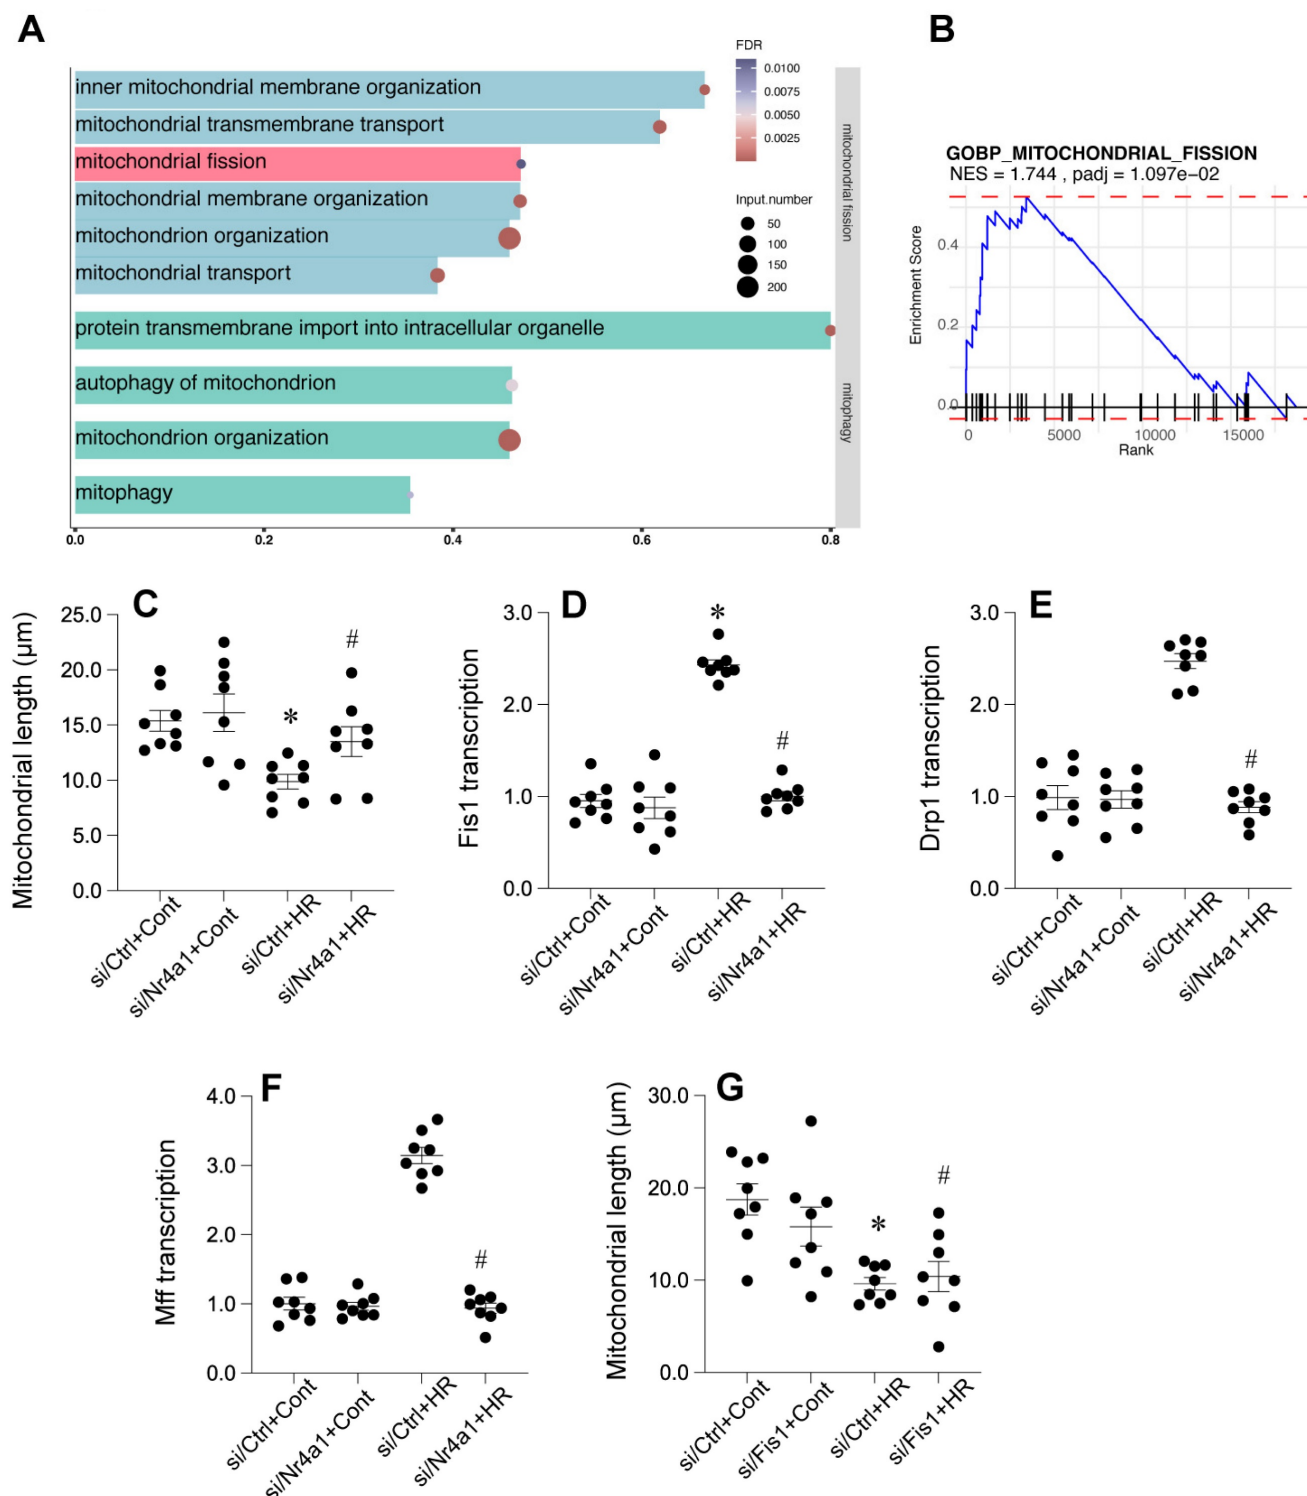 A
inner mitochondrial membrane organization
mitochondrial transmembrane transport
mitochondrial fission
mitochondrial membrane organization
mitochondrion organization
mitochondrial transport
protein transmembrane import into intracellular organelle
autophagy of mitochondrion
mitochondrion organization
mitophagy
0.0 0.2 0.4 0.6 0.8
FDR
0.0100
0.0075
0.0050
0.0025
Input.number
50
100
150
200
mitochondrial fission
mitophagy
B
GOBP_MITOCHONDRIAL_FISSION
NES = 1.744 , padj = 1.097e-02
Enrichment Score
0.4
0.2
0.0
0 5000 10000 15000
Rank
C
Mitochondrial length (μm)
25.0
20.0
15.0
10.0
5.0
0.0
*
#
si/Ctrl+Cont
si/Nr4a1+Cont
si/Ctrl+HR
si/Nr4a1+HR
D
Fis1 transcription
3.0
2.0
1.0
0.0
*
#
si/Ctrl+Cont
si/Nr4a1+Cont
si/Ctrl+HR
si/Nr4a1+HR
E
Drp1 transcription
3.0
2.0
1.0
0.0
#
si/Ctrl+Cont
si/Nr4a1+Cont
si/Ctrl+HR
si/Nr4a1+HR
F
Mff transcription
4.0
3.0
2.0
1.0
0.0
#
si/Ctrl+Cont
si/Nr4a1+Cont
si/Ctrl+HR
si/Nr4a1+HR
G
Mitochondrial length (μm)
30.0
20.0
10.0
0.0
*
#
si/Ctrl+Cont
si/Fis1+Cont
si/Ctrl+HR
si/Fis1+HR